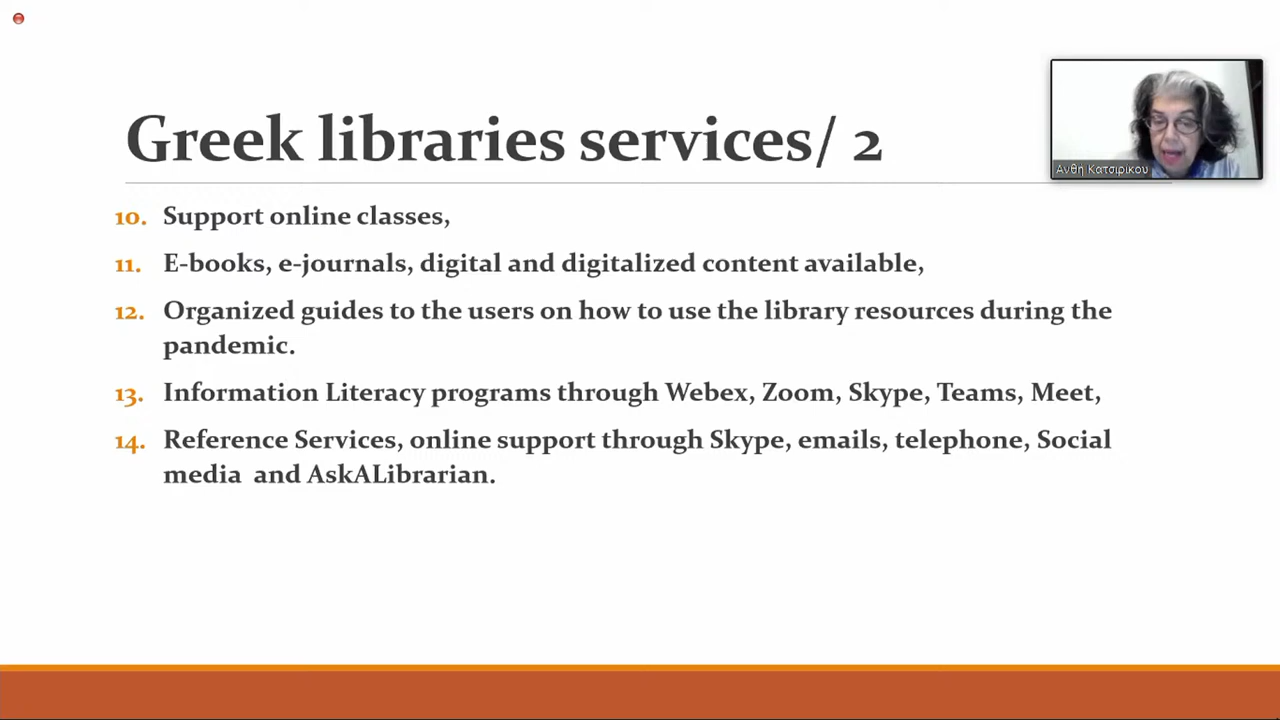 Greek libraries services/ 2
Ανθή Κατσιρίκου
10. Support online classes,
11. E-books, e-journals, digital and digitalized content available,
12. Organized guides to the users on how to use the library resources during the
pandemic.
13. Information Literacy programs through Webex, Zoom, Skype, Teams, Meet,
14. Reference Services, online support through Skype, emails, telephone, Social
media and AskALibrarian.